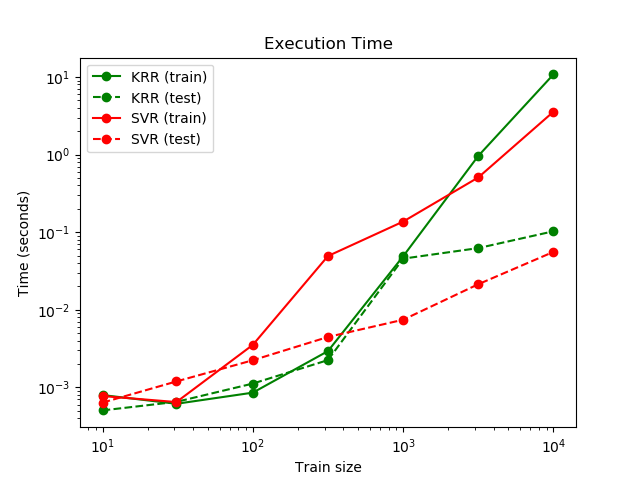 Execution Time
KRR (train)
KRR (test)
SVR (train)
SVR (test)
10¹
10⁰
10⁻¹
10⁻²
10⁻³
Time (seconds)
10¹ 10² 10³ 10⁴
Train size